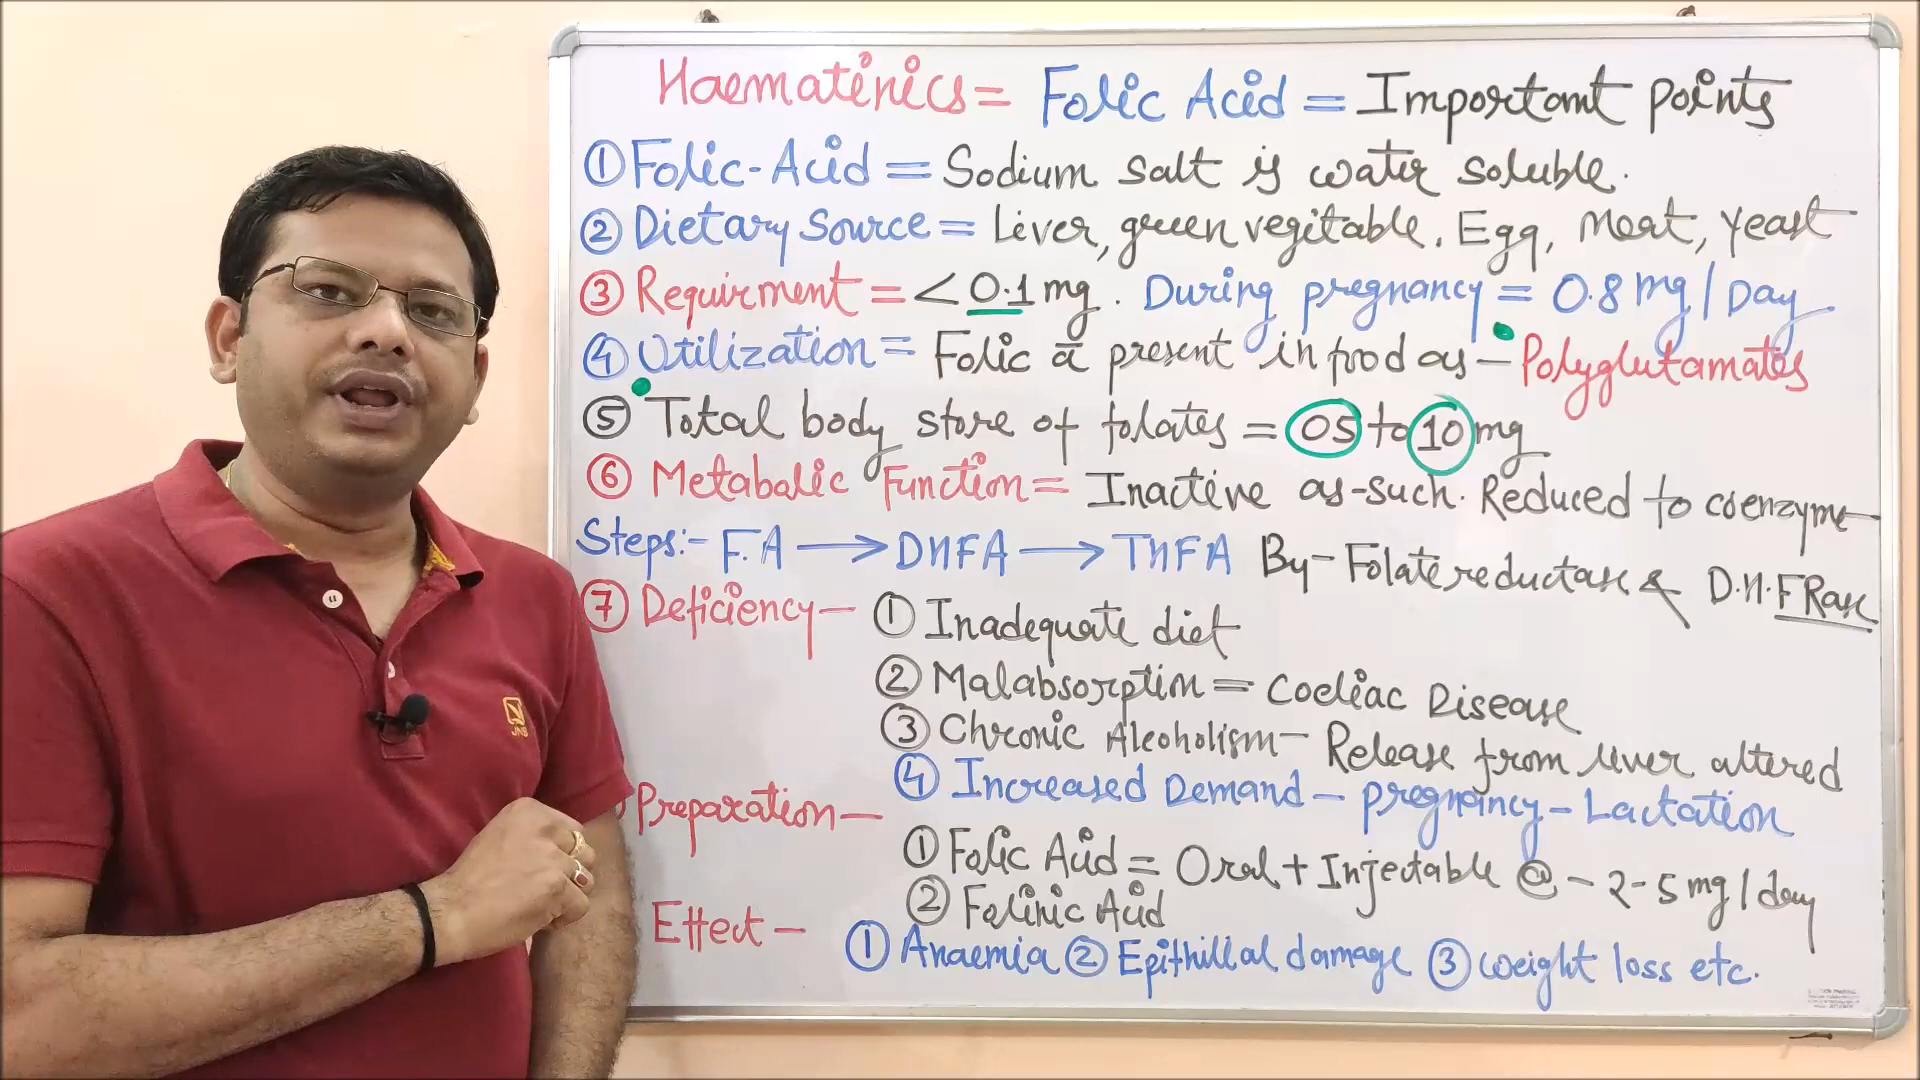 Haematinics = Folic Acid = Important points
① Folic-Acid = Sodium salt is water soluble.
② Dietary Source = Liver, green vegitable, Egg, Meat, Yeast
③ Requirment = < 0.1 mg. During pregnancy = 0.8 mg/Day
④ Utilization = Folic a present in food as - Polyglutamates
⑤ Total body store of folates = 05 to 10 mg
⑥ Metabolic Function = Inactive as-such. Reduced to coenzyme
Steps:- F.A → DHFA → THFA By- Folate reductase & D.H.FRase
⑦ Deficiency - ① Inadequate diet
② Malabsorption = Coeliac Disease
③ Chronic Alcoholism - Release from liver altered
④ Increased Demand - pregnancy - Lactation
Preparation -
① Folic Acid = Oral + Injectable @ - 2-5 mg/day
② Folinic Acid
Effect - ① Anaemia ② Epithillal damage ③ weight loss etc.
JNS